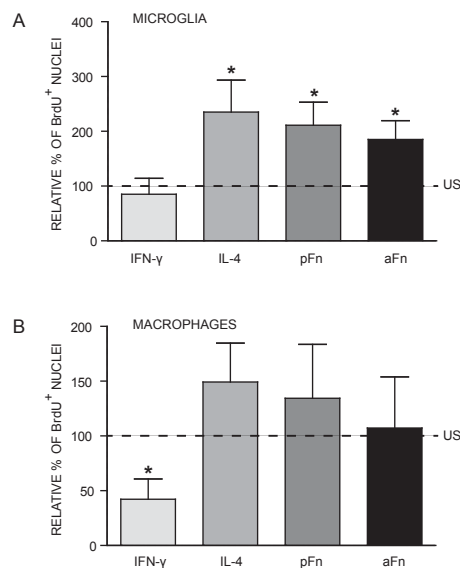 A
MICROGLIA
RELATIVE % OF BrdU⁺ NUCLEI
400
300
200
100
0
*
*
*
US
IFN-γ IL-4 pFn aFn
B
MACROPHAGES
RELATIVE % OF BrdU⁺ NUCLEI
200
150
100
50
0
*
US
IFN-γ IL-4 pFn aFn